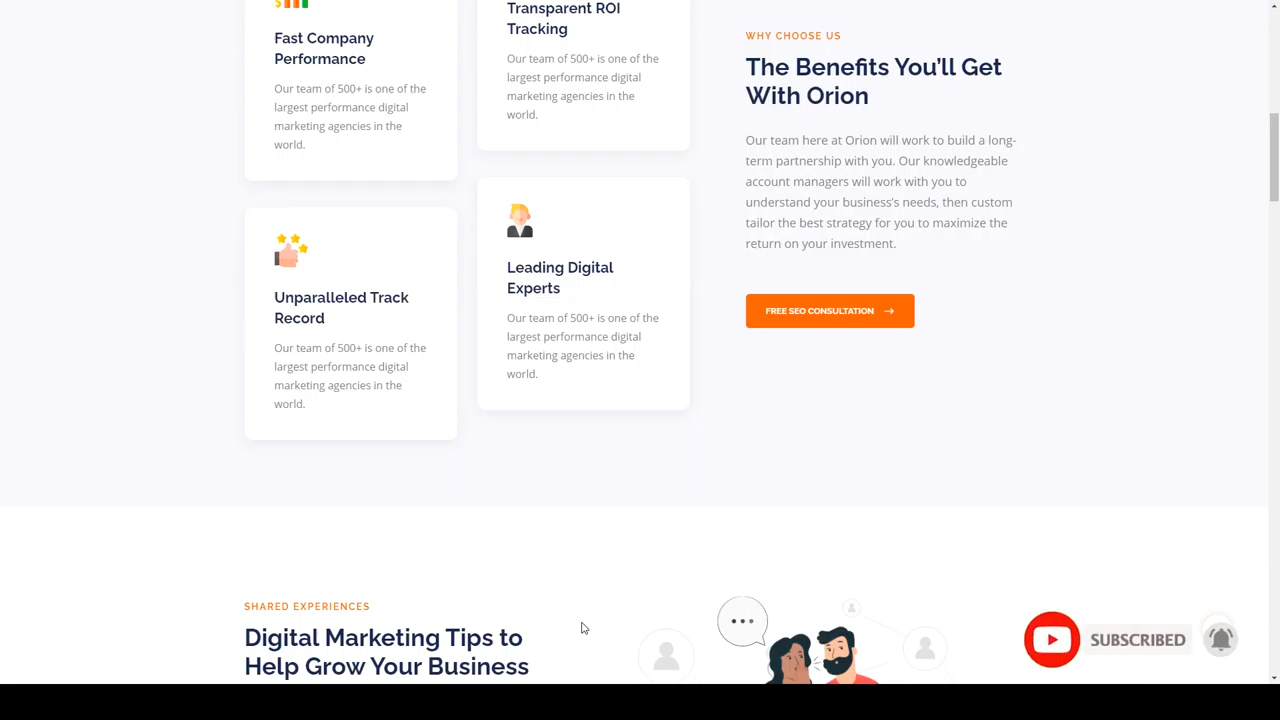 Fast Company
Performance
Our team of 500+ is one of the
largest performance digital
marketing agencies in the
world.
Transparent ROI
Tracking
Our team of 500+ is one of the
largest performance digital
marketing agencies in the
world.
Unparalleled Track
Record
Our team of 500+ is one of the
largest performance digital
marketing agencies in the
world.
Leading Digital
Experts
Our team of 500+ is one of the
largest performance digital
marketing agencies in the
world.
WHY CHOOSE US
The Benefits You’ll Get
With Orion
Our team here at Orion will work to build a long-
term partnership with you. Our knowledgeable
account managers will work with you to
understand your business’s needs, then custom
tailor the best strategy for you to maximize the
return on your investment.
FREE SEO CONSULTATION
SHARED EXPERIENCES
Digital Marketing Tips to
Help Grow Your Business
SUBSCRIBED